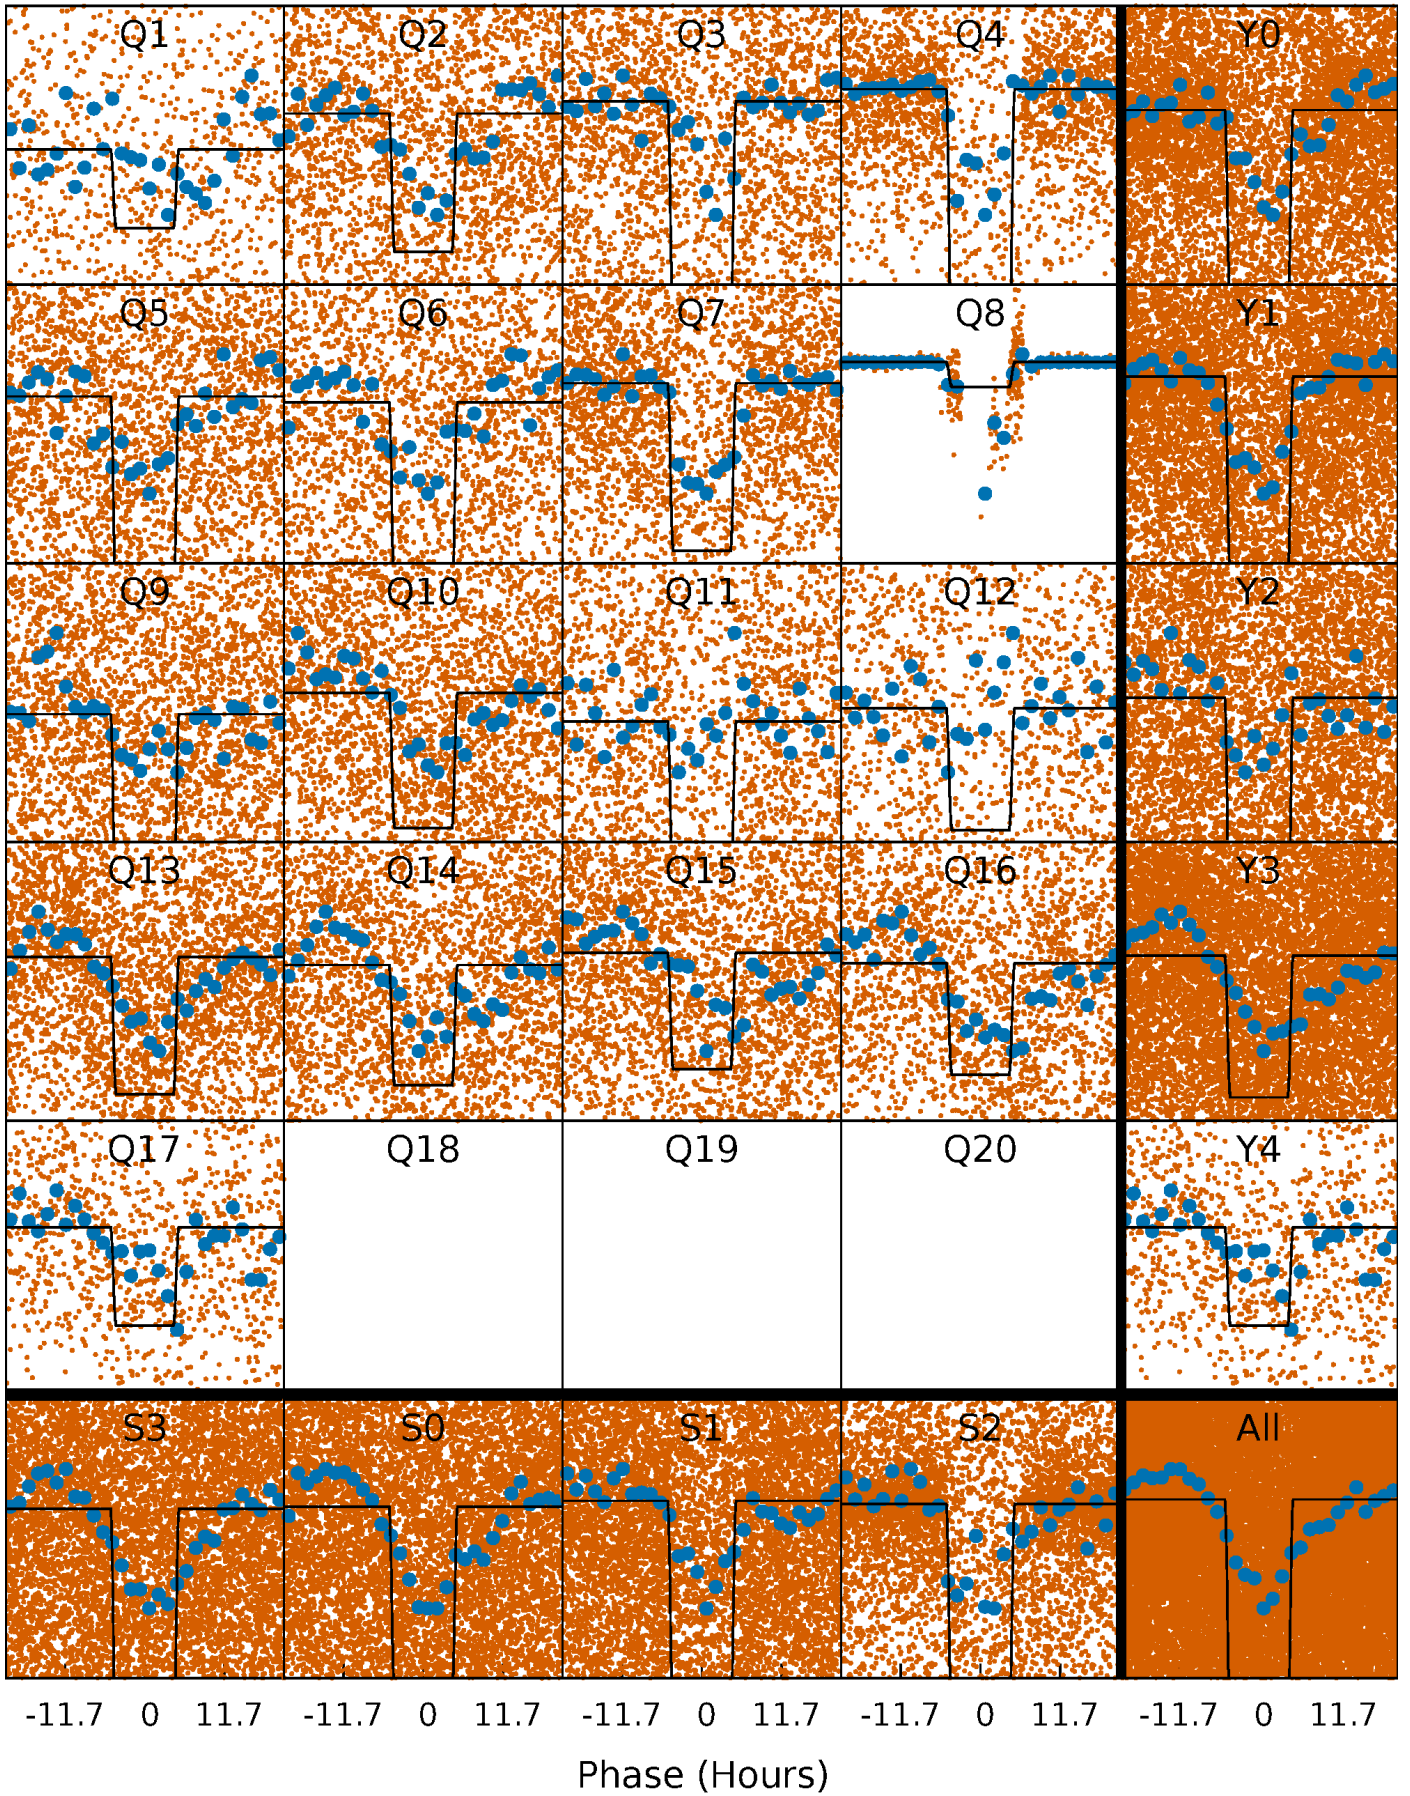 Q1 Q2 Q3 Q4 Y0
Q5 Q6 Q7 Q8 Y1
Q9 Q10 Q11 Q12 Y2
Q13 Q14 Q15 Q16 Y3
Q17 Q18 Q19 Q20 Y4
S3 S0 S1 S2 All
-11.7 0 11.7 -11.7 0 11.7 -11.7 0 11.7 -11.7 0 11.7 -11.7 0 11.7
Phase (Hours)